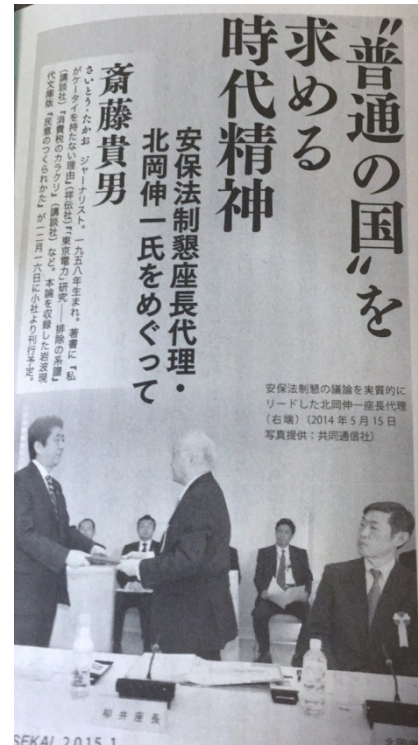 “普通の国”を
求める
時代精神
安保法制懇座長代理・
北岡伸一氏をめぐって
斎藤貴男
さいとう・たかお　ジャーナリスト。一九五八年生まれ。著書に『私
がケータイを持たない理由』（祥伝社）『「東京電力」研究――排除の系譜』
（講談社）『消費税のカラクリ』（講談社）など。本論を収録した岩波現
代文庫版『民意のつくられかた』が一二月一六日に小社より刊行予定。
安保法制懇の議論を実質的に
リードした北岡伸一座長代理
（右端）（2014年5月15日
写真提供：共同通信社）
柳井座長
SEKAI 2015.1